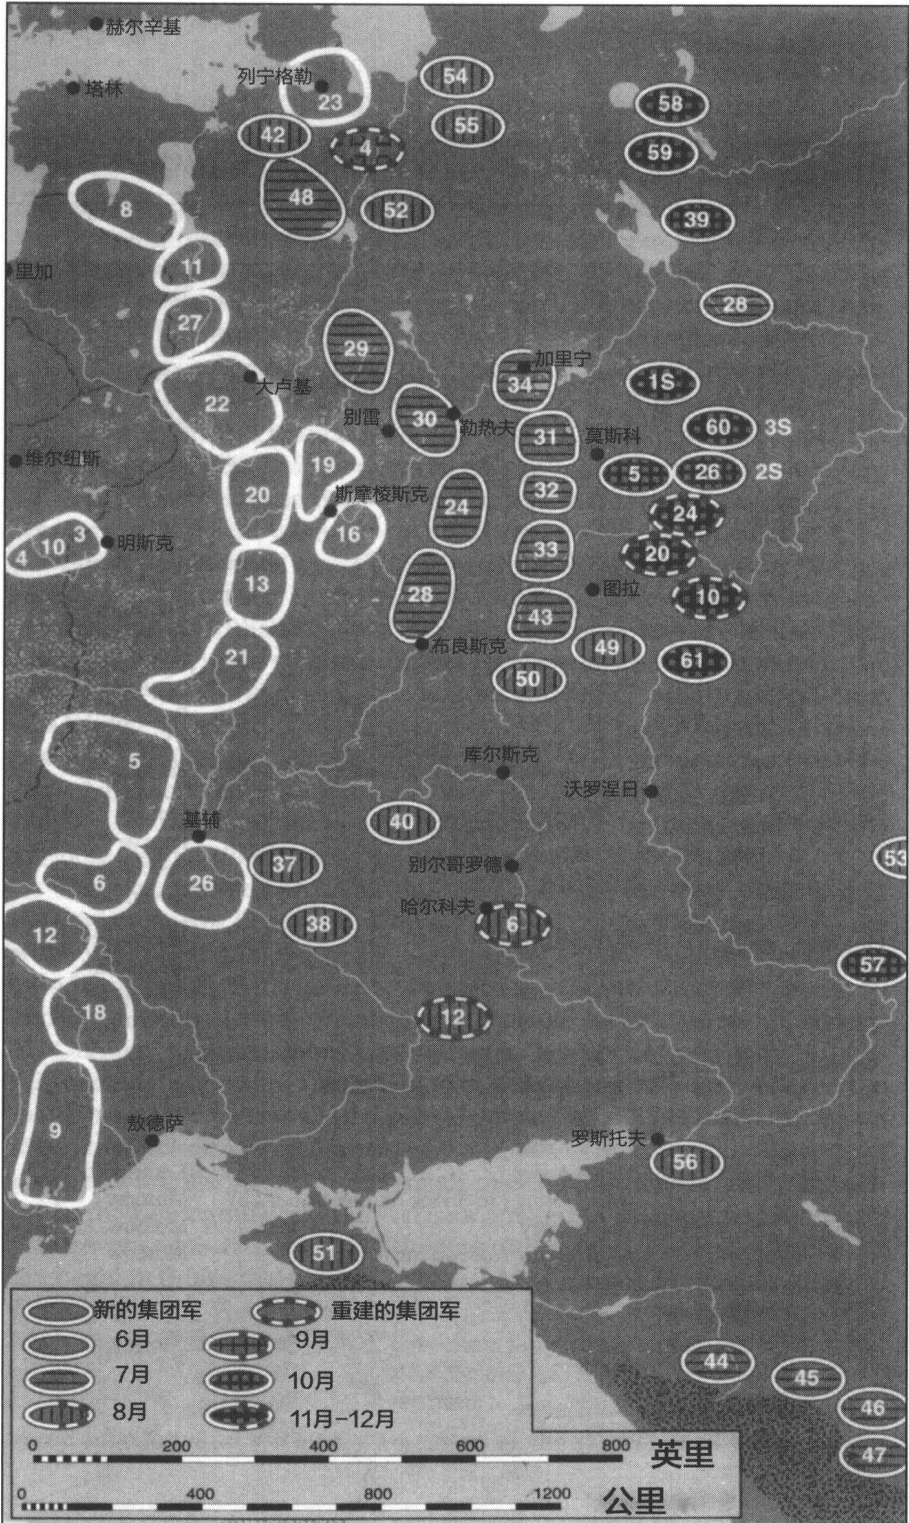 赫尔辛基
列宁格勒
23
54
塔林
58
42
55
4
59
48
52
8
39
11
里加
28
27
29
加里宁
34
1S
大卢基
22
别雷
30
勒热夫
60
3S
31
莫斯科
维尔纽斯
19
5
26
2S
20
斯摩棱斯克
32
24
24
16
3
10
4
明斯克
33
20
13
28
图拉
10
43
布良斯克
49
21
61
50
5
库尔斯克
沃罗涅日
基辅
40
37
别尔哥罗德
53
6
26
哈尔科夫
38
6
12
57
18
12
9
敖德萨
罗斯托夫
56
51
新的集团军
重建的集团军
6月
9月
7月
10月
8月
11月-12月
44
45
46
47
0 200 400 600 800 英里
0 400 800 1200 公里